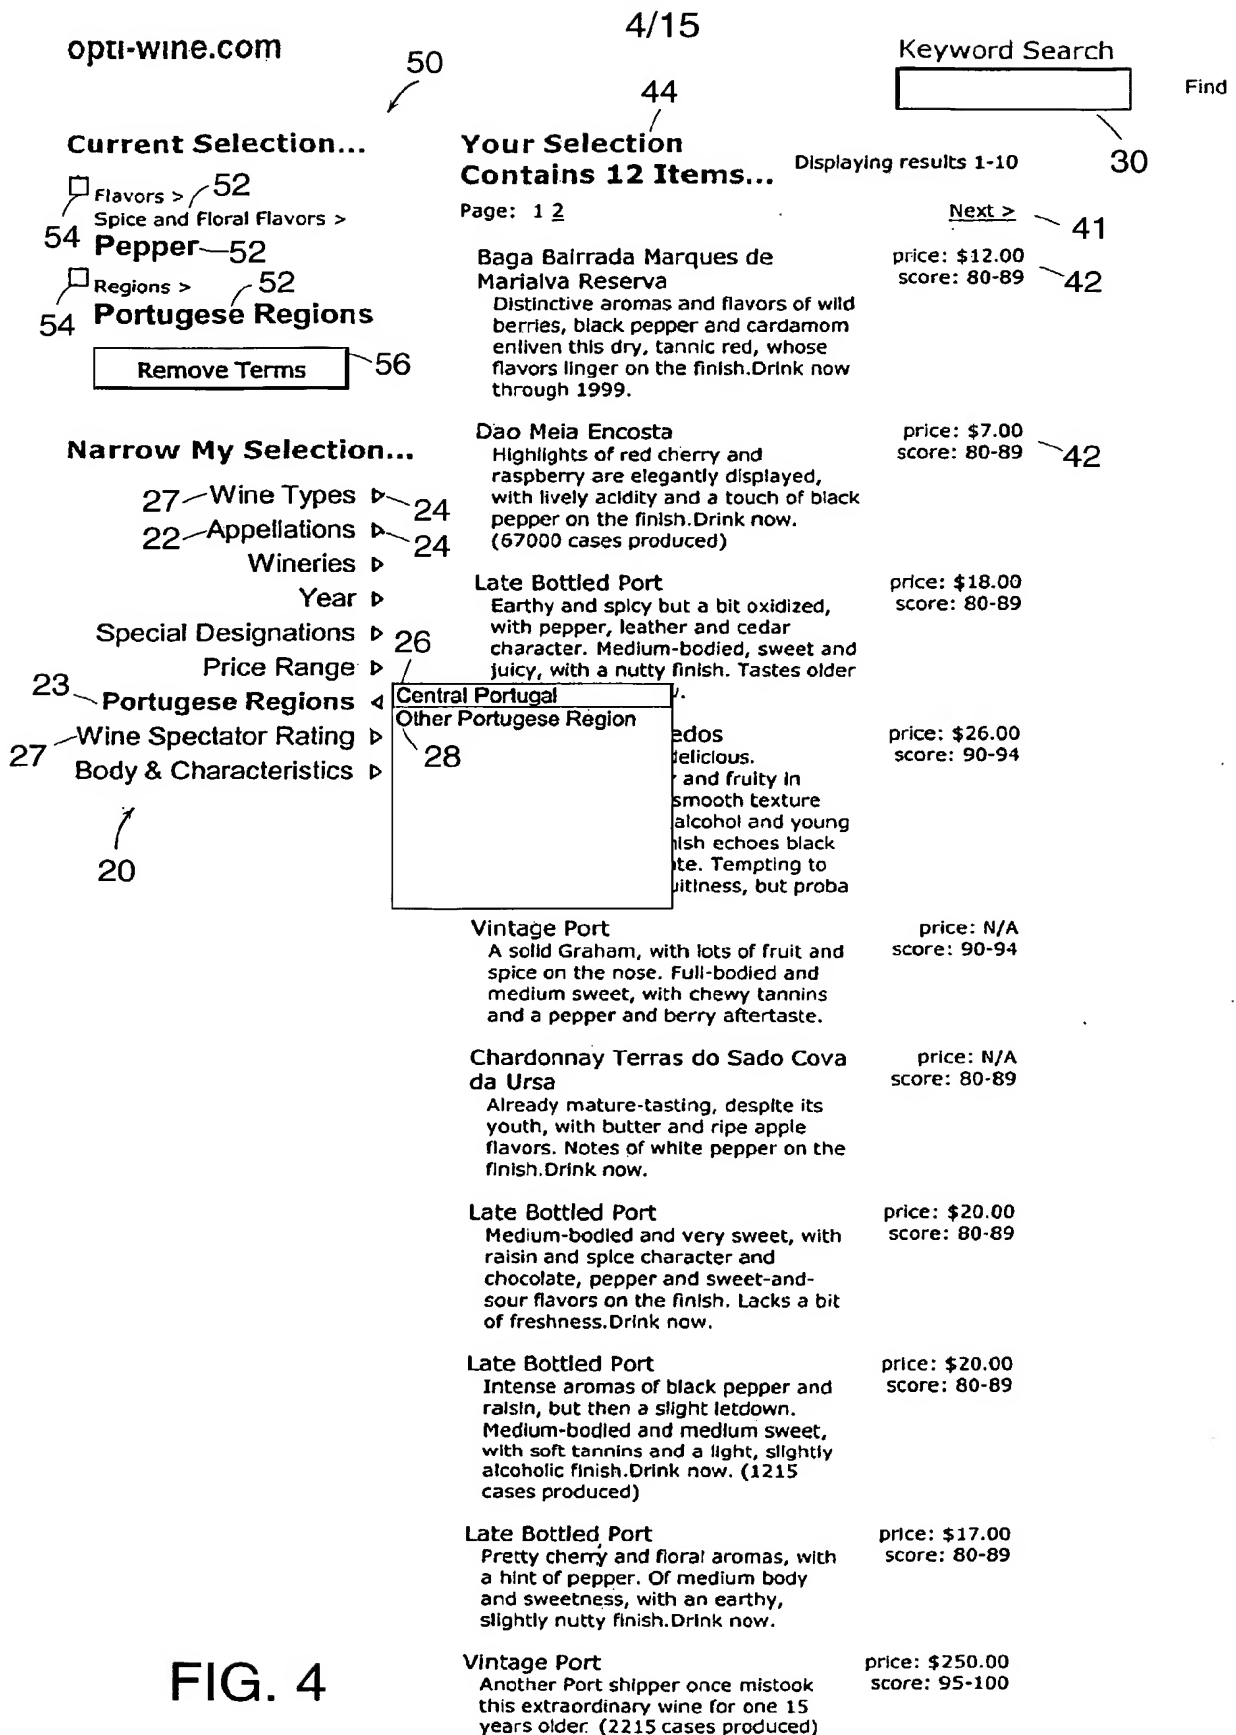 4/15
opti-wine.com
Keyword Search
Find
30
50
Current Selection...
Flavors > 52
Spice and Floral Flavors >
54 Pepper 52
Regions > 52
54 Portugese Regions
Remove Terms 56
Narrow My Selection...
27 Wine Types 24
22 Appellations 24
Wineries
Year
Special Designations
Price Range
23 Portugese Regions
27 Wine Spectator Rating
Body & Characteristics
20
26
Central Portugal
Other Portugese Region
28
44
Your Selection
Contains 12 Items...
Displaying results 1-10
Page: 1 2
Next > 41
Baga Bairrada Marques de
Marialva Reserva
price: $12.00
score: 80-89 42
Distinctive aromas and flavors of wild
berries, black pepper and cardamom
enliven this dry, tannic red, whose
flavors linger on the finish.Drink now
through 1999.
Dao Meia Encosta
price: $7.00
score: 80-89 42
Highlights of red cherry and
raspberry are elegantly displayed,
with lively acidity and a touch of black
pepper on the finish.Drink now.
(67000 cases produced)
Late Bottled Port
price: $18.00
score: 80-89
Earthy and spicy but a bit oxidized,
with pepper, leather and cedar
character. Medium-bodied, sweet and
juicy, with a nutty finish. Tastes older
edos
price: $26.00
score: 90-94
delicious.
and fruity in
smooth texture
alcohol and young
ish echoes black
te. Tempting to
uitiness, but proba
Vintage Port
price: N/A
score: 90-94
A solid Graham, with lots of fruit and
spice on the nose. Full-bodied and
medium sweet, with chewy tannins
and a pepper and berry aftertaste.
Chardonnay Terras do Sado Cova
da Ursa
price: N/A
score: 80-89
Already mature-tasting, despite its
youth, with butter and ripe apple
flavors. Notes of white pepper on the
finish.Drink now.
Late Bottled Port
price: $20.00
score: 80-89
Medium-bodied and very sweet, with
raisin and spice character and
chocolate, pepper and sweet-and-
sour flavors on the finish. Lacks a bit
of freshness.Drink now.
Late Bottled Port
price: $20.00
score: 80-89
Intense aromas of black pepper and
raisin, but then a slight letdown.
Medium-bodied and medium sweet,
with soft tannins and a light, slightly
alcoholic finish.Drink now. (1215
cases produced)
Late Bottled Port
price: $17.00
score: 80-89
Pretty cherry and floral aromas, with
a hint of pepper. Of medium body
and sweetness, with an earthy,
slightly nutty finish.Drink now.
Vintage Port
price: $250.00
score: 95-100
Another Port shipper once mistook
this extraordinary wine for one 15
years older. (2215 cases produced)
FIG. 4